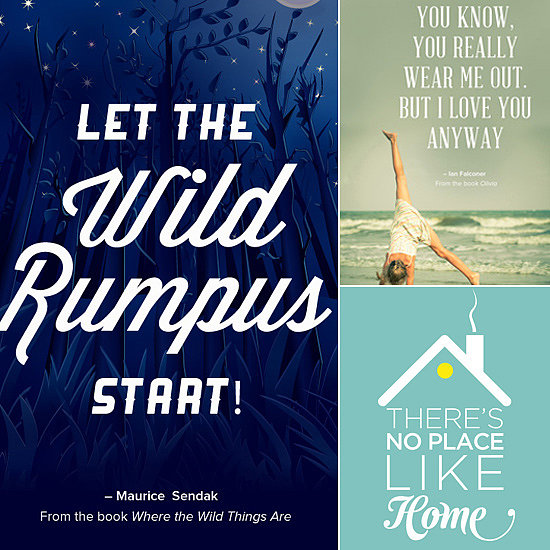 LET THE
Wild
Rumpus
START!
– Maurice Sendak
From the book Where the Wild Things Are
YOU KNOW,
YOU REALLY
WEAR ME OUT.
BUT I LOVE YOU
ANYWAY
– Ian Falconer
From the book Olivia
THERE'S
NO PLACE
LIKE
Home